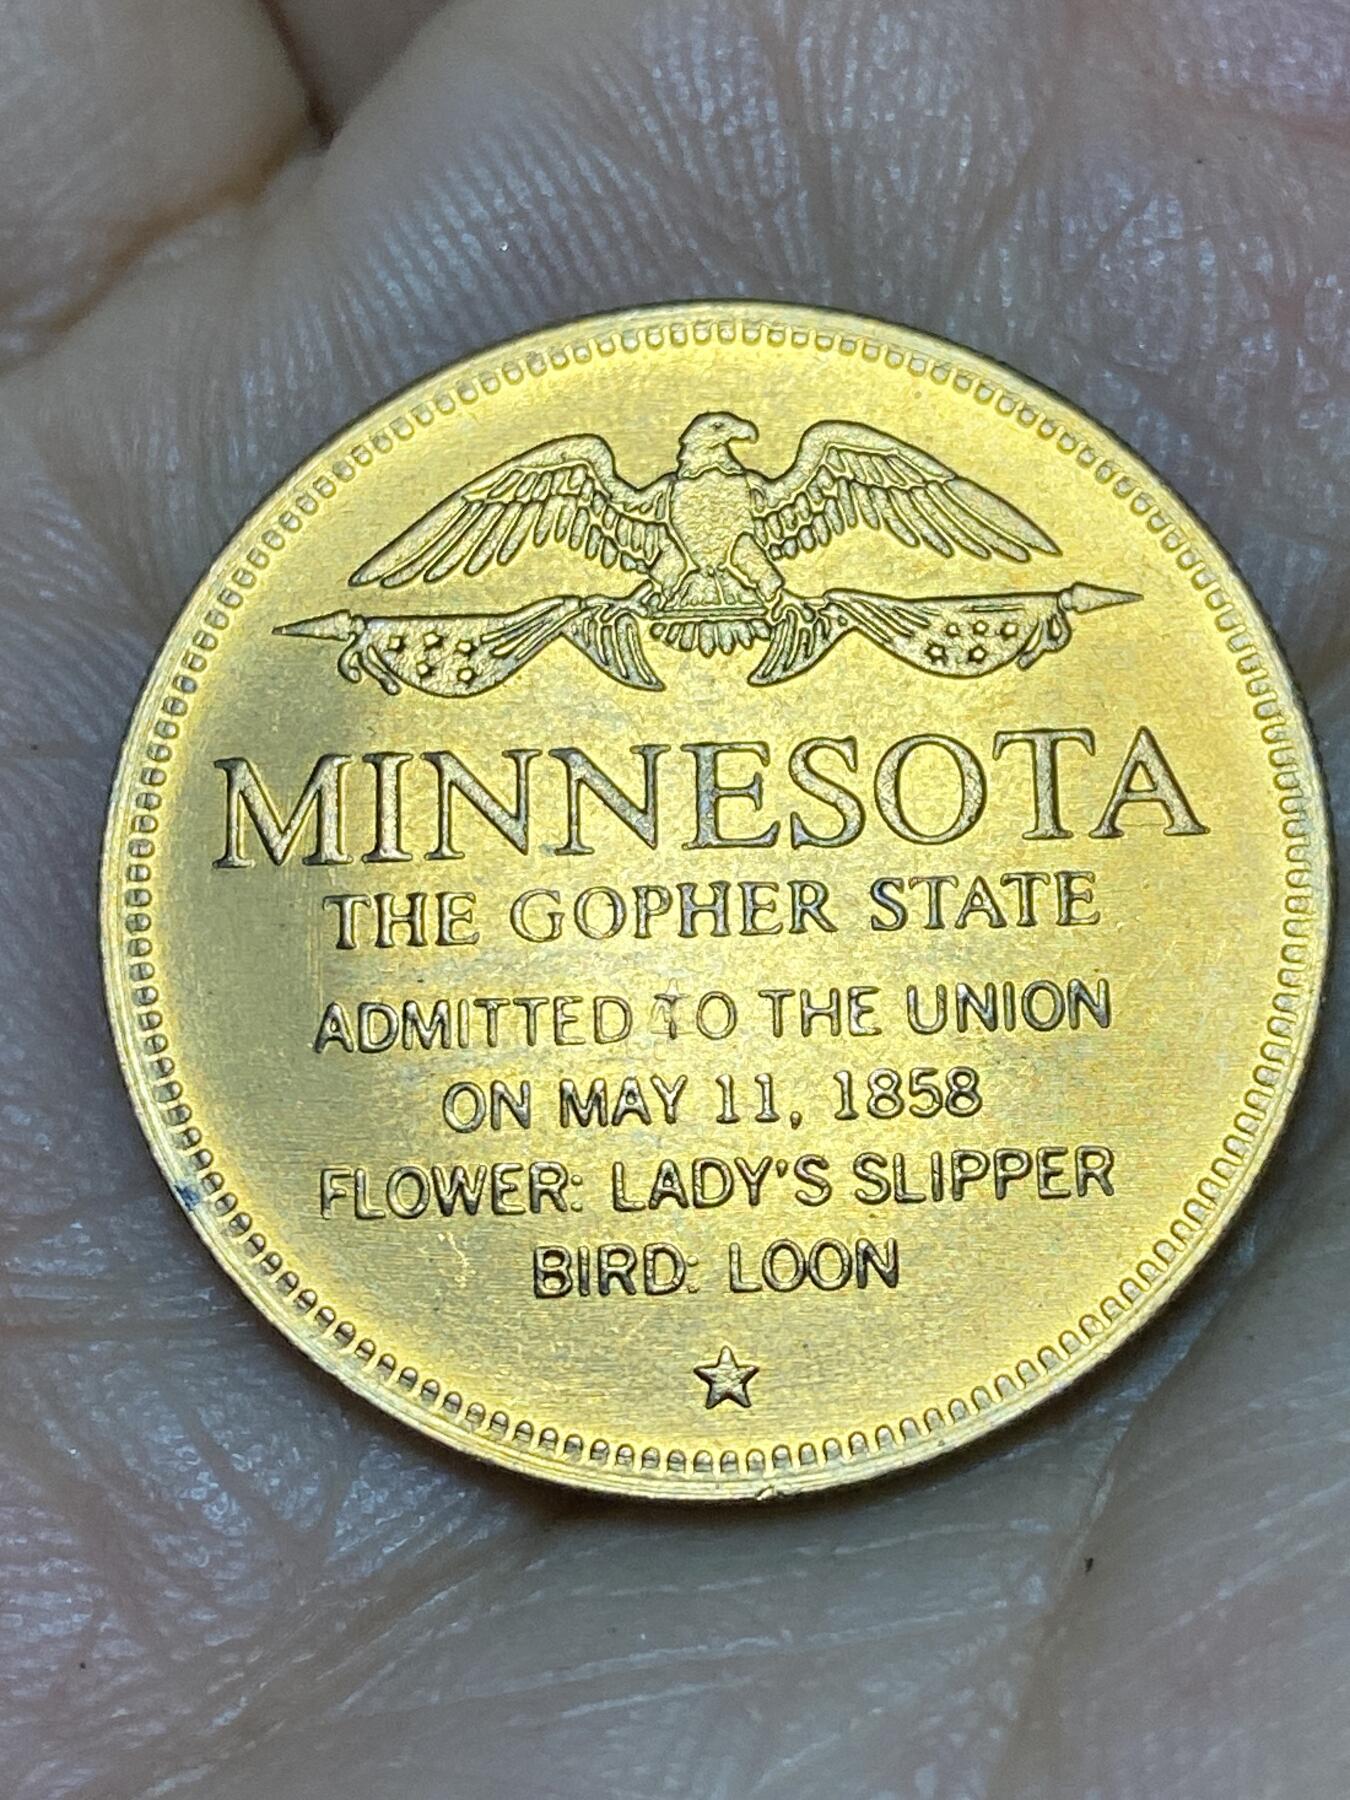 MINNESOTA
THE GOPHER STATE
ADMITTED TO THE UNION
ON MAY 11, 1858
FLOWER: LADY'S SLIPPER
BIRD: LOON